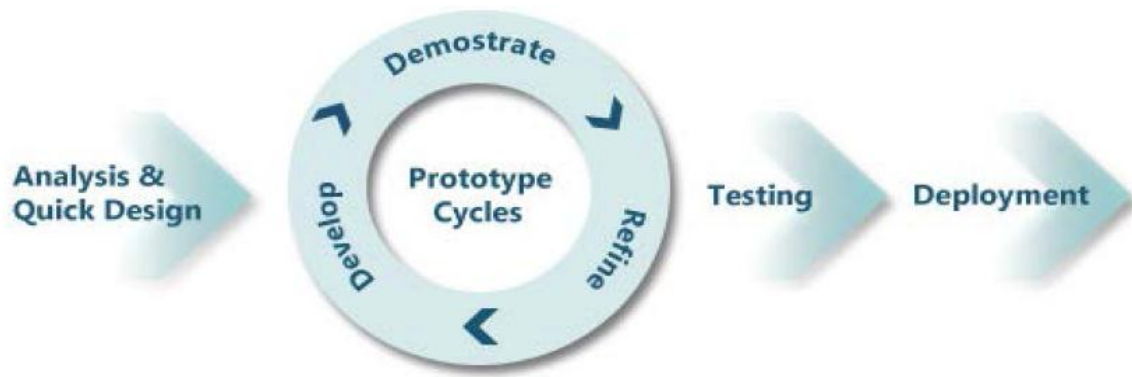 Analysis &
Quick Design
Demostrate
Develop
Prototype
Cycles
Refine
Testing
Deployment